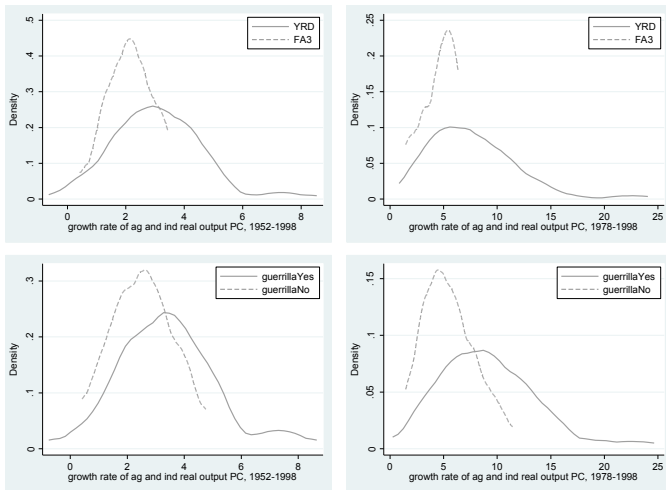 YRD
FA3
Density
.5
.4
.3
.2
.1
0
0 2 4 6 8
growth rate of ag and ind real output PC, 1952-1998
YRD
FA3
Density
.25
.2
.15
.1
.05
0
0 5 10 15 20 25
growth rate of ag and ind real output PC, 1978-1998
guerrillaYes
guerrillaNo
Density
.3
.2
.1
0
0 2 4 6 8
growth rate of ag and ind real output PC, 1952-1998
guerrillaYes
guerrillaNo
Density
.15
.1
.05
0
0 5 10 15 20 25
growth rate of ag and ind real output PC, 1978-1998